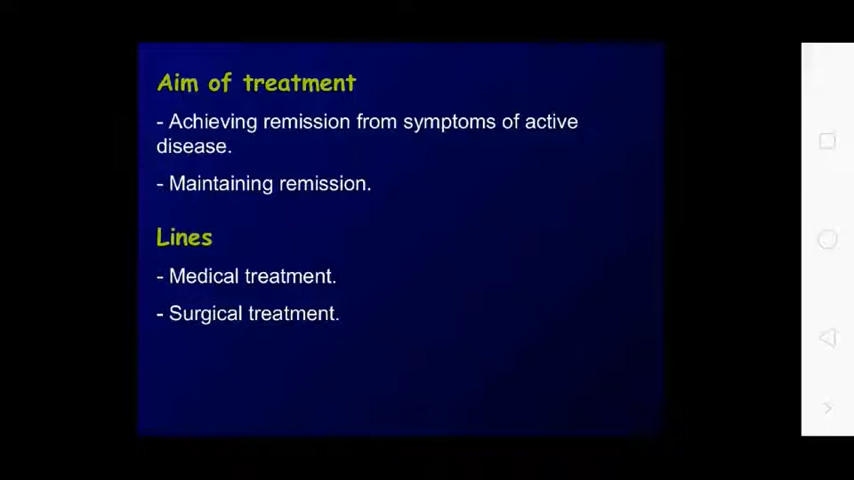 Aim of treatment
- Achieving remission from symptoms of active
disease.
- Maintaining remission.
Lines
- Medical treatment.
- Surgical treatment.